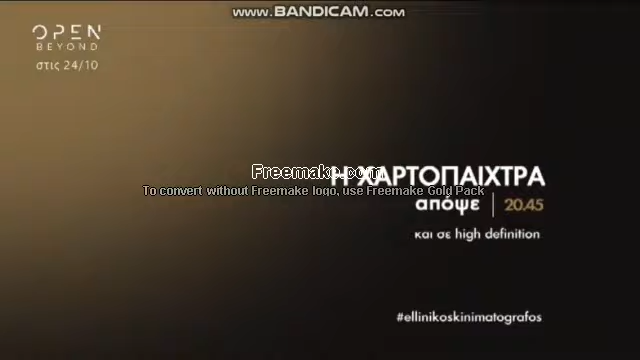 www.BANDICAM.com
OPEN
BEYOND
στις 24/10
Freemake.com
Η ΧΑΡΤΟΠΑΙΧΤΡΑ
To convert without Freemake logo, use Freemake Gold Pack
απόψε | 20.45
και σε high definition
#ellinikoskinimatografos